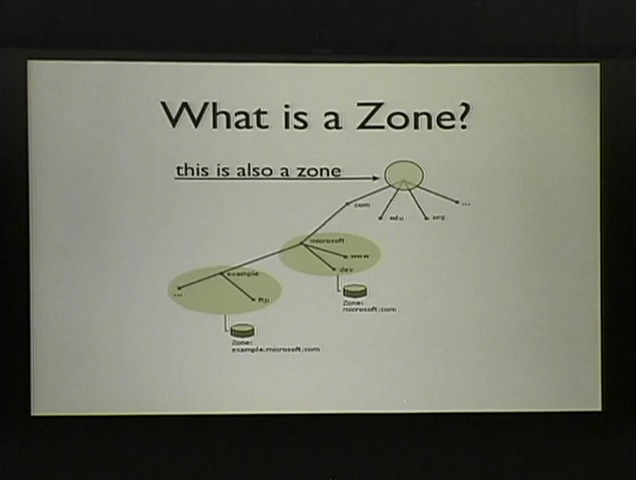 What is a Zone?
this is also a zone
com
edu
org
...
microsoft
www
dev
example
...
ftp
Zone:
microsoft.com
Zone:
example.microsoft.com